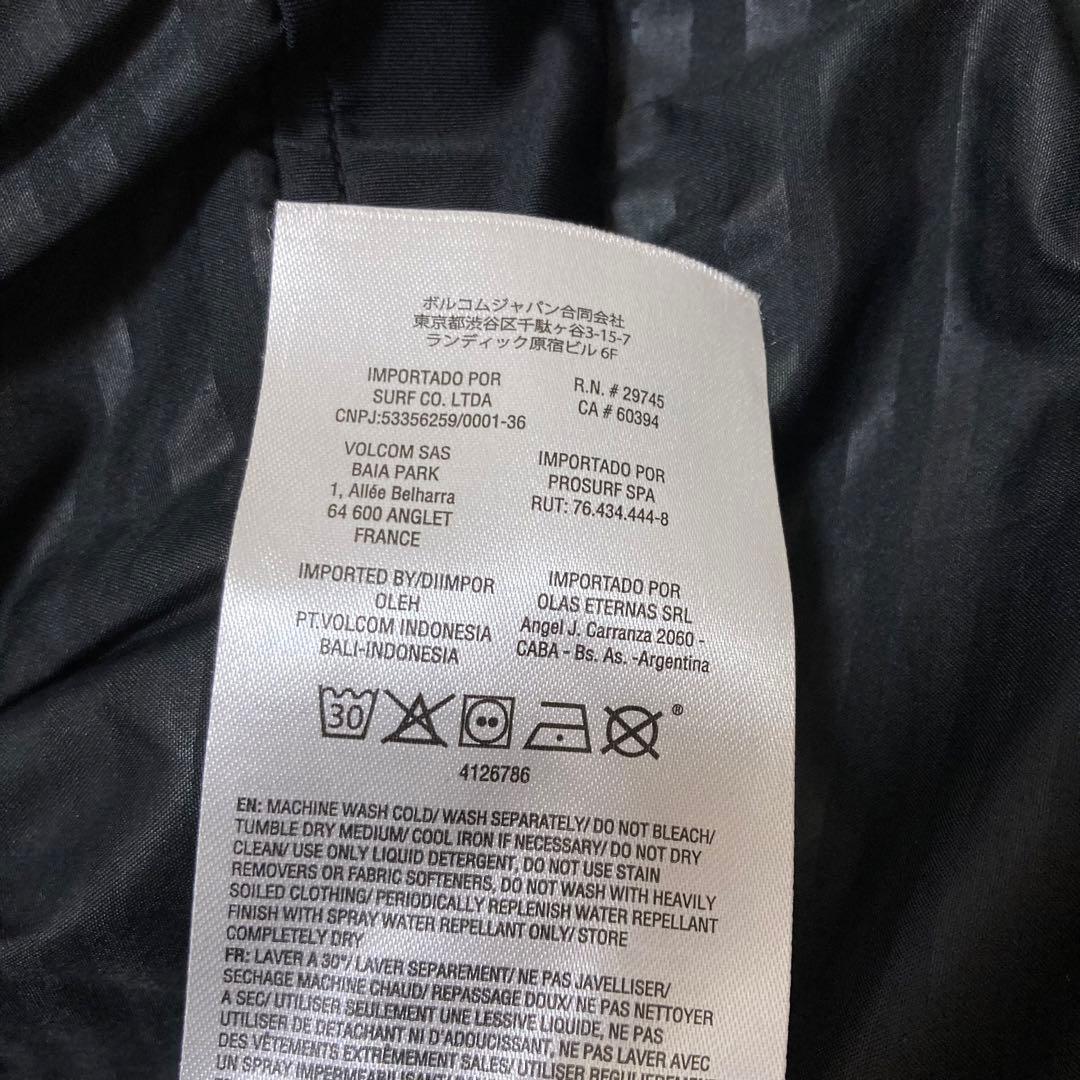 ボルコムジャパン合同会社
東京都渋谷区千駄ヶ谷3-15-7
ランディック原宿ビル 6F
IMPORTADO POR
SURF CO. LTDA
CNPJ:53356259/0001-36
R.N. # 29745
CA # 60394
VOLCOM SAS
BAIA PARK
1, Allée Belharra
64 600 ANGLET
FRANCE
IMPORTADO POR
PROSURF SPA
RUT: 76.434.444-8
IMPORTED BY/DIIMPOR
OLEH
PT.VOLCOM INDONESIA
BALI-INDONESIA
IMPORTADO POR
OLAS ETERNAS SRL
Angel J. Carranza 2060 -
CABA - Bs. As. -Argentina
30
®
4126786
EN: MACHINE WASH COLD/ WASH SEPARATELY/ DO NOT BLEACH/
TUMBLE DRY MEDIUM/ COOL IRON IF NECESSARY/ DO NOT DRY
CLEAN/ USE ONLY LIQUID DETERGENT, DO NOT USE STAIN
REMOVERS OR FABRIC SOFTENERS, DO NOT WASH WITH HEAVILY
SOILED CLOTHING/ PERIODICALLY REPLENISH WATER REPELLANT
FINISH WITH SPRAY WATER REPELLANT ONLY/ STORE
COMPLETELY DRY
FR: LAVER A 30°/ LAVER SEPAREMENT/ NE PAS JAVELLISER/
SECHAGE MACHINE CHAUD/ REPASSAGE DOUX/ NE PAS NETTOYER
A SEC/ UTILISER SEULEMENT UNE LESSIVE LIQUIDE, NE PAS
UTILISER DE DETACHANT NI D'ADOUCISSANT, NE PAS LAVER AVEC
DES VÊTEMENTS EXTREMEMENT SALES/ UTILISER REGULIEREMENT
UN SPRAY